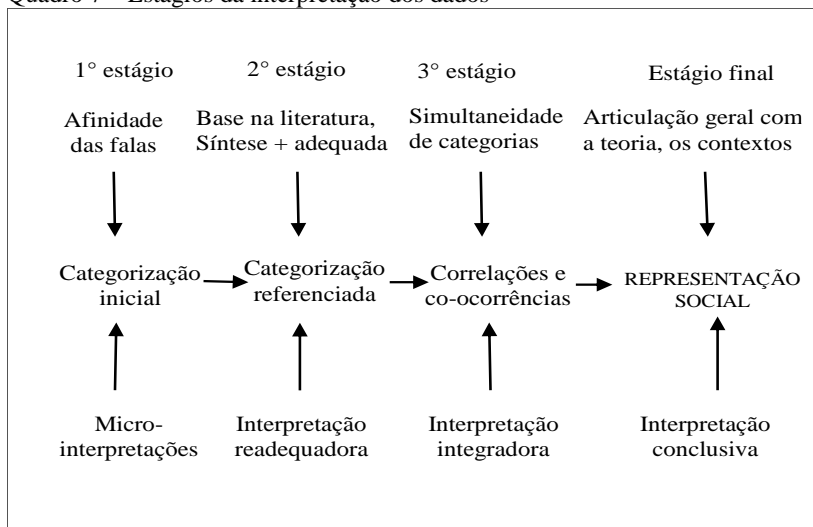 Quadro 7 – Estágios da interpretação dos dados
1° estágio 2° estágio 3° estágio Estágio final
Afinidade das falas
Base na literatura,
Síntese + adequada
Simultaneidade
de categorias
Articulação geral com
a teoria, os contextos
Categorização
inicial
Categorização
referenciada
Correlações e
co-ocorrências
REPRESENTAÇÃO
SOCIAL
Micro-
interpretações
Interpretação
readequadora
Interpretação
integradora
Interpretação
conclusiva